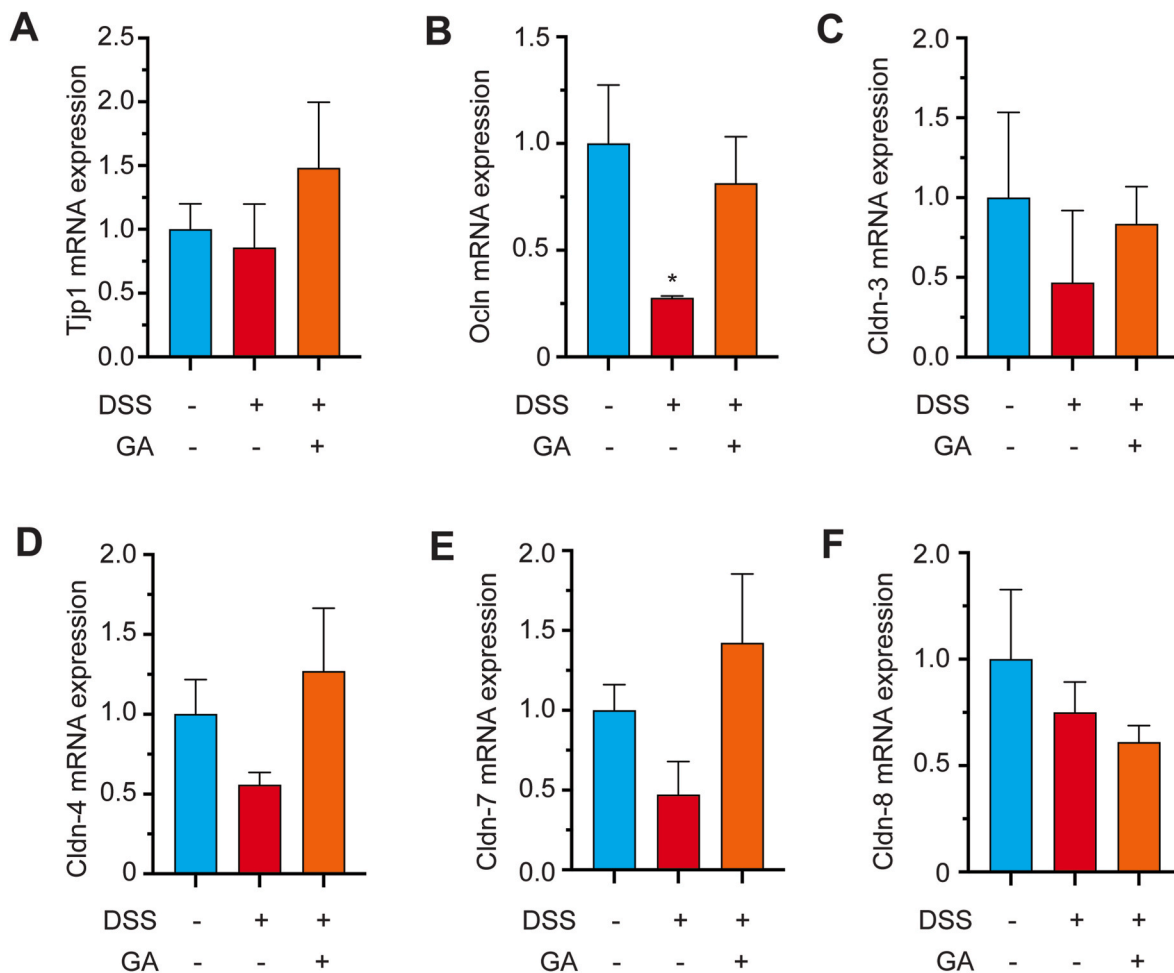 A
Tjp1 mRNA expression
2.5
2.0
1.5
1.0
0.5
0.0
DSS - + +
GA - - +
B
Ocln mRNA expression
1.5
1.0
0.5
0
*
DSS - + +
GA - - +
C
Cldn-3 mRNA expression
2.0
1.5
1.0
0.5
0.0
DSS - + +
GA - - +
D
Cldn-4 mRNA expression
2.0
1.5
1.0
0.5
0
DSS - + +
GA - - +
E
Cldn-7 mRNA expression
2.0
1.5
1.0
0.5
0.0
DSS - + +
GA - - +
F
Cldn-8 mRNA expression
2.0
1.0
0.5
0
DSS - + +
GA - - +